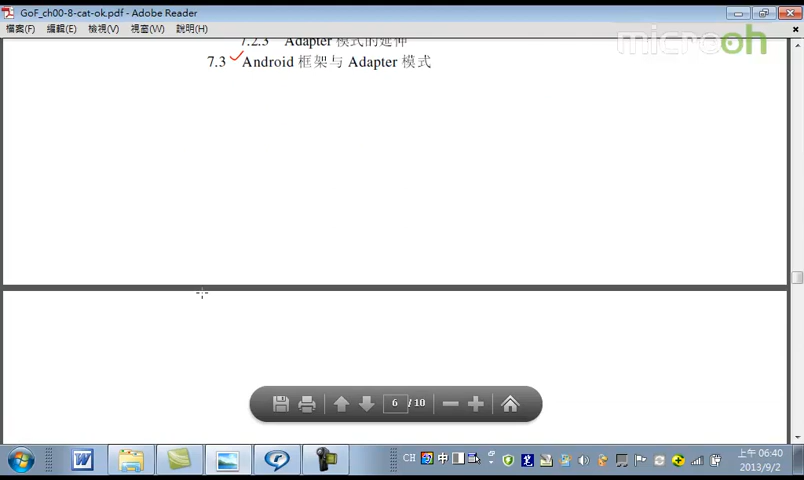 GoF_ch00-8-cat-ok.pdf - Adobe Reader
檔案(F) 編輯(E) 檢視(V) 視窗(W) 說明(H)
microoh
7.2.3 Adapter 模式的延伸
7.3 Android 框架与 Adapter 模式
6 / 10
CH 中
上午 06:40
2013/9/2